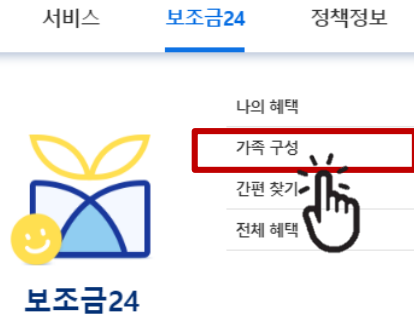 서비스 보조금24 정책정보
나의 혜택
가족 구성
간편 찾기
전체 혜택
보조금24